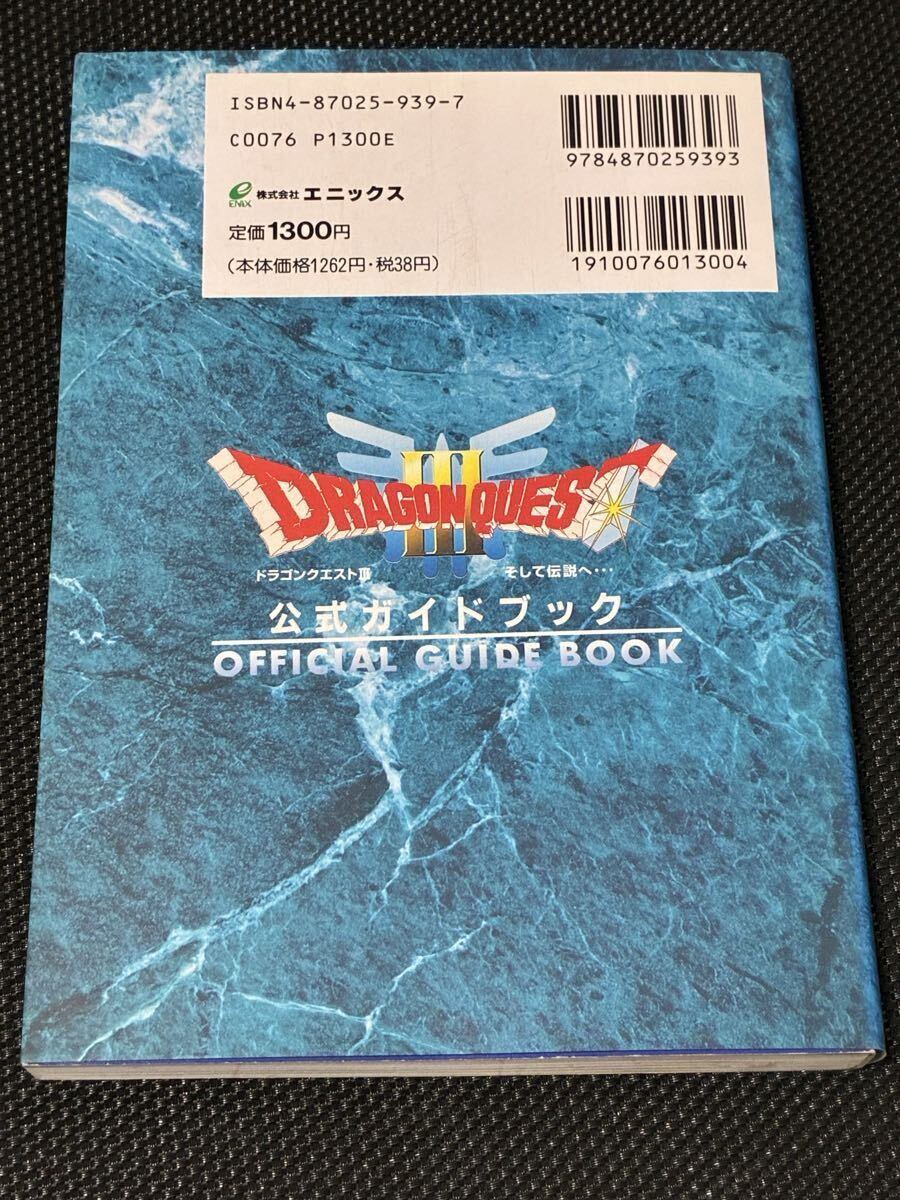 ISBN4-87025-939-7
C0076 P1300E
9784870259393
ENIX
株式会社 エニックス
定価1300円
(本体価格1262円・税38円)
1910076013004
DRAGON QUEST
III
ドラゴンクエストⅢ そして伝説へ・・・
公式ガイドブック
OFFICIAL GUIDE BOOK